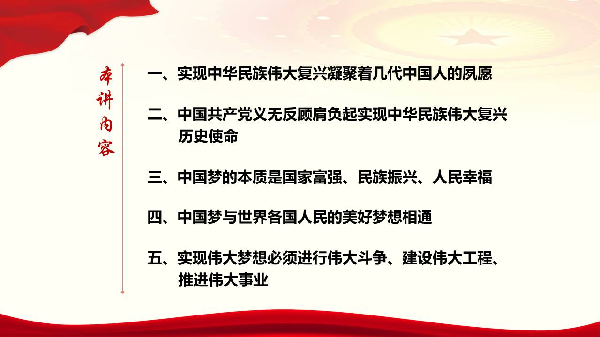 本讲内容
一、实现中华民族伟大复兴凝聚着几代中国人的夙愿
二、中国共产党义无反顾肩负起实现中华民族伟大复兴
历史使命
三、中国梦的本质是国家富强、民族振兴、人民幸福
四、中国梦与世界各国人民的美好梦想相通
五、实现伟大梦想必须进行伟大斗争、建设伟大工程、
推进伟大事业